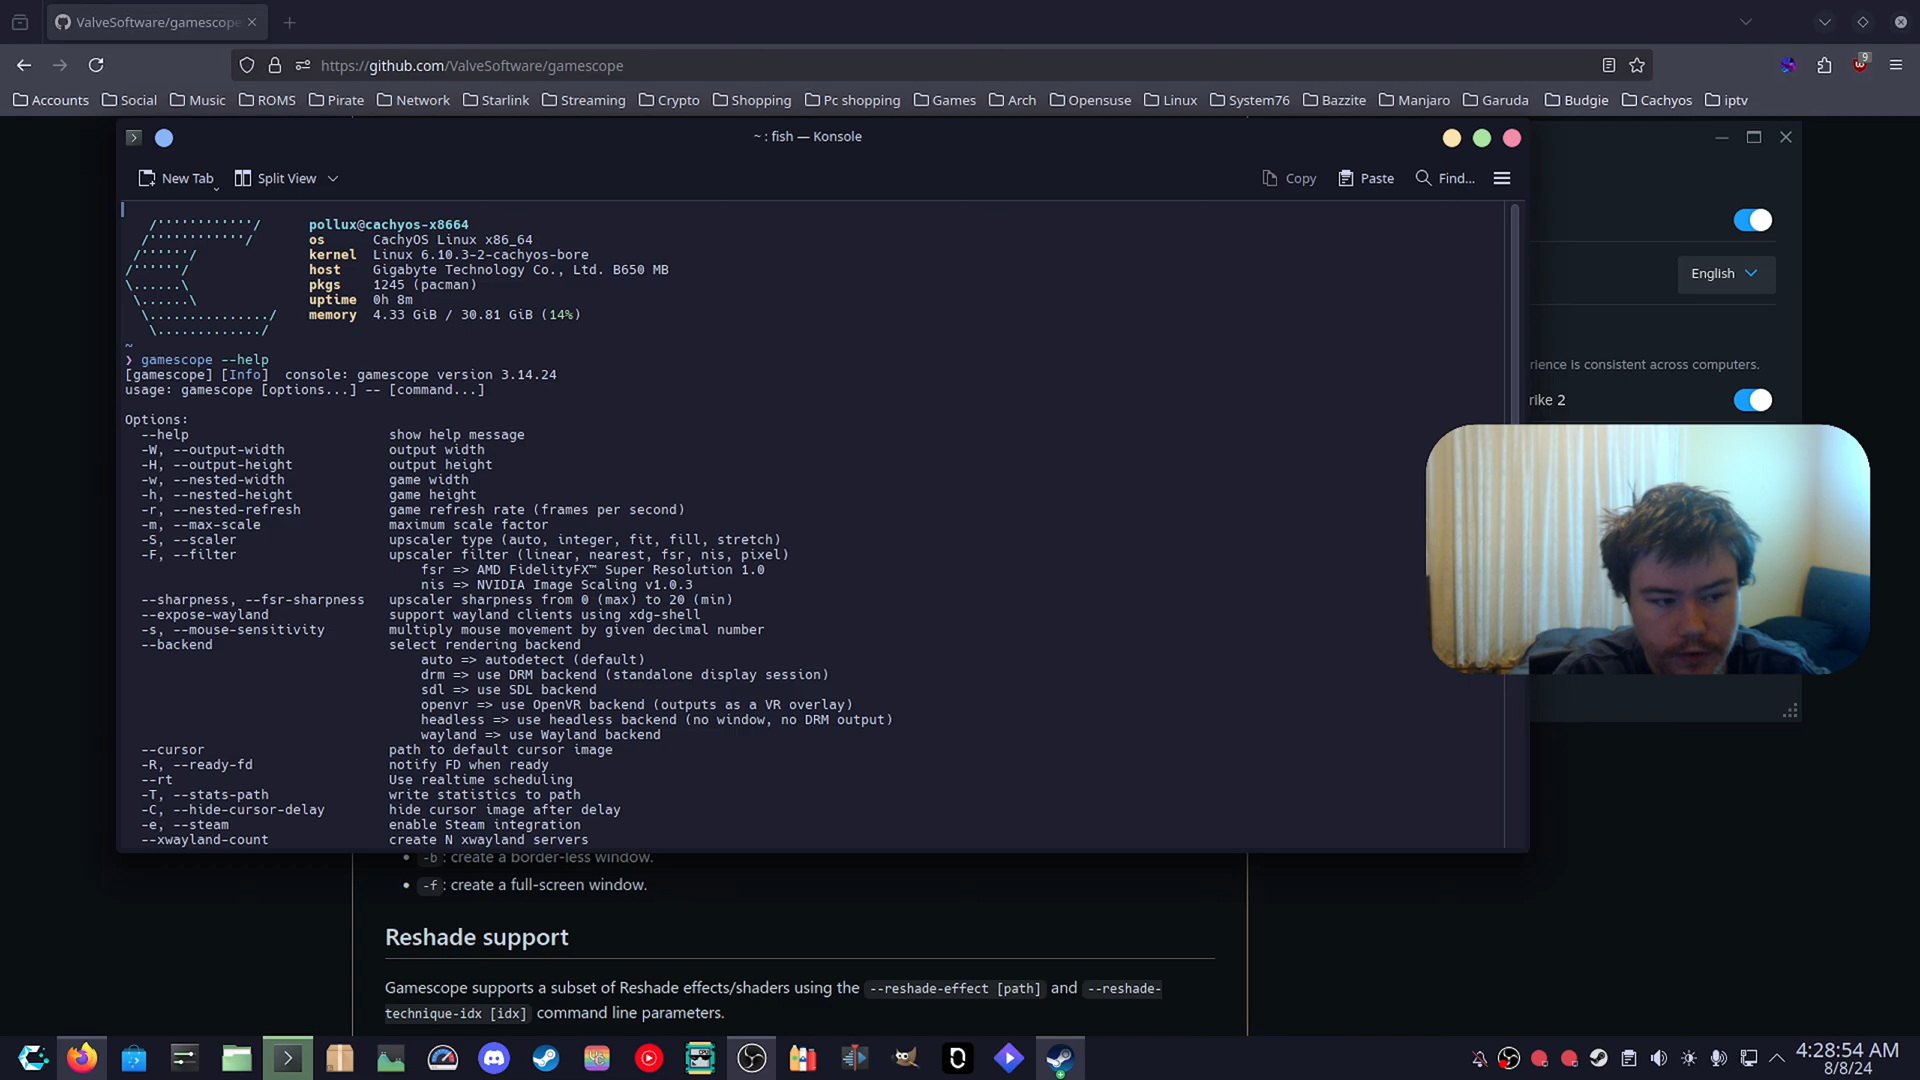 ValveSoftware/gamescope
https://github.com/ValveSoftware/gamescope
9
Accounts Social Music ROMS Pirate Network Starlink Streaming Crypto Shopping Pc shopping Games Arch Opensuse Linux System76 Bazzite Manjaro Garuda Budgie Cachyos iptv
~ : fish — Konsole
New Tab Split View Copy Paste Find...
/''''''''''''/ pollux@cachyos-x8664
/''''''''''''/ os CachyOS Linux x86_64
/''''''/ kernel Linux 6.10.3-2-cachyos-bore
/''''''/ host Gigabyte Technology Co., Ltd. B650 MB
\......\ pkgs 1245 (pacman)
\......\ uptime 0h 8m
\.............../ memory 4.33 GiB / 30.81 GiB (14%)
\............./
~
❯ gamescope --help
[gamescope] [Info]  console: gamescope version 3.14.24
usage: gamescope [options...] -- [command...]
Options:
--help show help message
-W, --output-width output width
-H, --output-height output height
-w, --nested-width game width
-h, --nested-height game height
-r, --nested-refresh game refresh rate (frames per second)
-m, --max-scale maximum scale factor
-S, --scaler upscaler type (auto, integer, fit, fill, stretch)
-F, --filter upscaler filter (linear, nearest, fsr, nis, pixel)
fsr => AMD FidelityFX™ Super Resolution 1.0
nis => NVIDIA Image Scaling v1.0.3
--sharpness, --fsr-sharpness upscaler sharpness from 0 (max) to 20 (min)
--expose-wayland support wayland clients using xdg-shell
-s, --mouse-sensitivity multiply mouse movement by given decimal number
--backend select rendering backend
auto => autodetect (default)
drm => use DRM backend (standalone display session)
sdl => use SDL backend
openvr => use OpenVR backend (outputs as a VR overlay)
headless => use headless backend (no window, no DRM output)
wayland => use Wayland backend
--cursor path to default cursor image
-R, --ready-fd notify FD when ready
--rt Use realtime scheduling
-T, --stats-path write statistics to path
-C, --hide-cursor-delay hide cursor image after delay
-e, --steam enable Steam integration
--xwayland-count create N xwayland servers
English
rience is consistent across computers.
rike 2
• -b: create a border-less window.
• -f: create a full-screen window.
Reshade support
Gamescope supports a subset of Reshade effects/shaders using the --reshade-effect [path] and --reshade-
technique-idx [idx] command line parameters.
4:28:54 AM
8/8/24